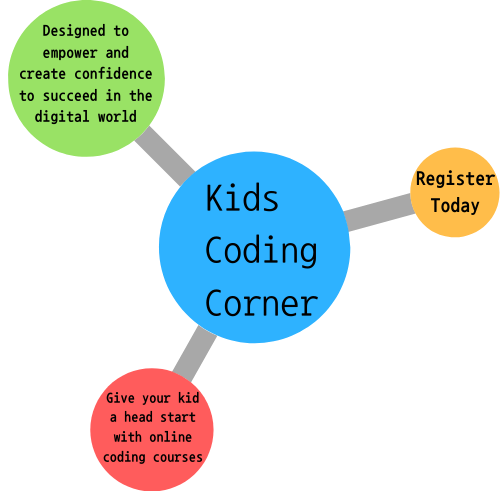 Designed to
empower and
create confidence
to succeed in the
digital world
Register
Today
Kids
Coding
Corner
Give your kid
a head start
with online
coding courses